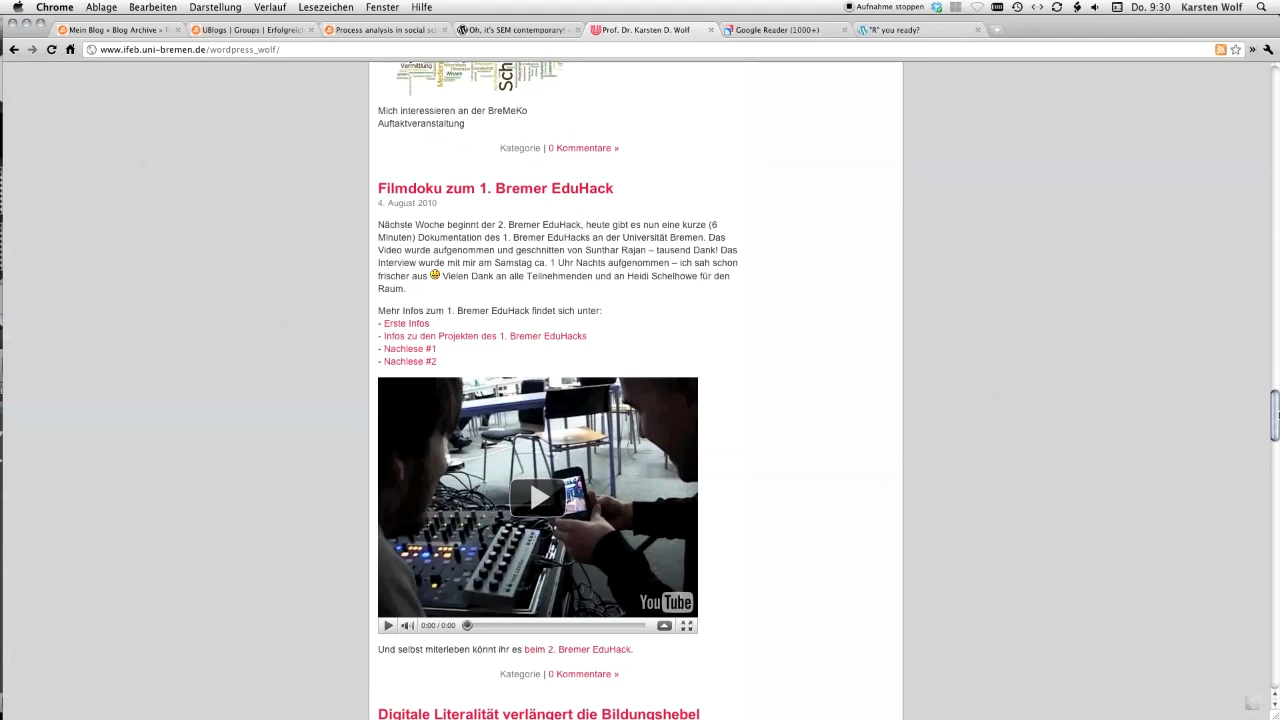 Chrome Ablage Bearbeiten Darstellung Verlauf Lesezeichen Fenster Hilfe Aufnahme stoppen Do. 9:30 Karsten Wolf
Mein Blog » Blog Archive » F UBlogs | Groups | Erfolgreich Process analysis in social sc Oh, it's SEM contemporary! – Prof. Dr. Karsten D. Wolf Google Reader (1000+) "R" you ready?
www.ifeb.uni-bremen.de/wordpress_wolf/
Vermittlung
Wissen
Sch
Mich interessieren an der BreMeKo
Auftaktveranstaltung
Kategorie | 0 Kommentare »
Filmdoku zum 1. Bremer EduHack
4. August 2010
Nächste Woche beginnt der 2. Bremer EduHack, heute gibt es nun eine kurze (6
Minuten) Dokumentation des 1. Bremer EduHacks an der Universität Bremen. Das
Video wurde aufgenommen und geschnitten von Sunthar Rajan – tausend Dank! Das
Interview wurde mit mir am Samstag ca. 1 Uhr Nachts aufgenommen – ich sah schon
frischer aus Vielen Dank an alle Teilnehmenden und an Heidi Schelhowe für den
Raum.
Mehr Infos zum 1. Bremer EduHack findet sich unter:
- Erste Infos
- Infos zu den Projekten des 1. Bremer EduHacks
- Nachlese #1
- Nachlese #2
YouTube
0:00 / 0:00
Und selbst miterleben könnt ihr es beim 2. Bremer EduHack.
Kategorie | 0 Kommentare »
Digitale Literalität verlängert die Bildungshebel